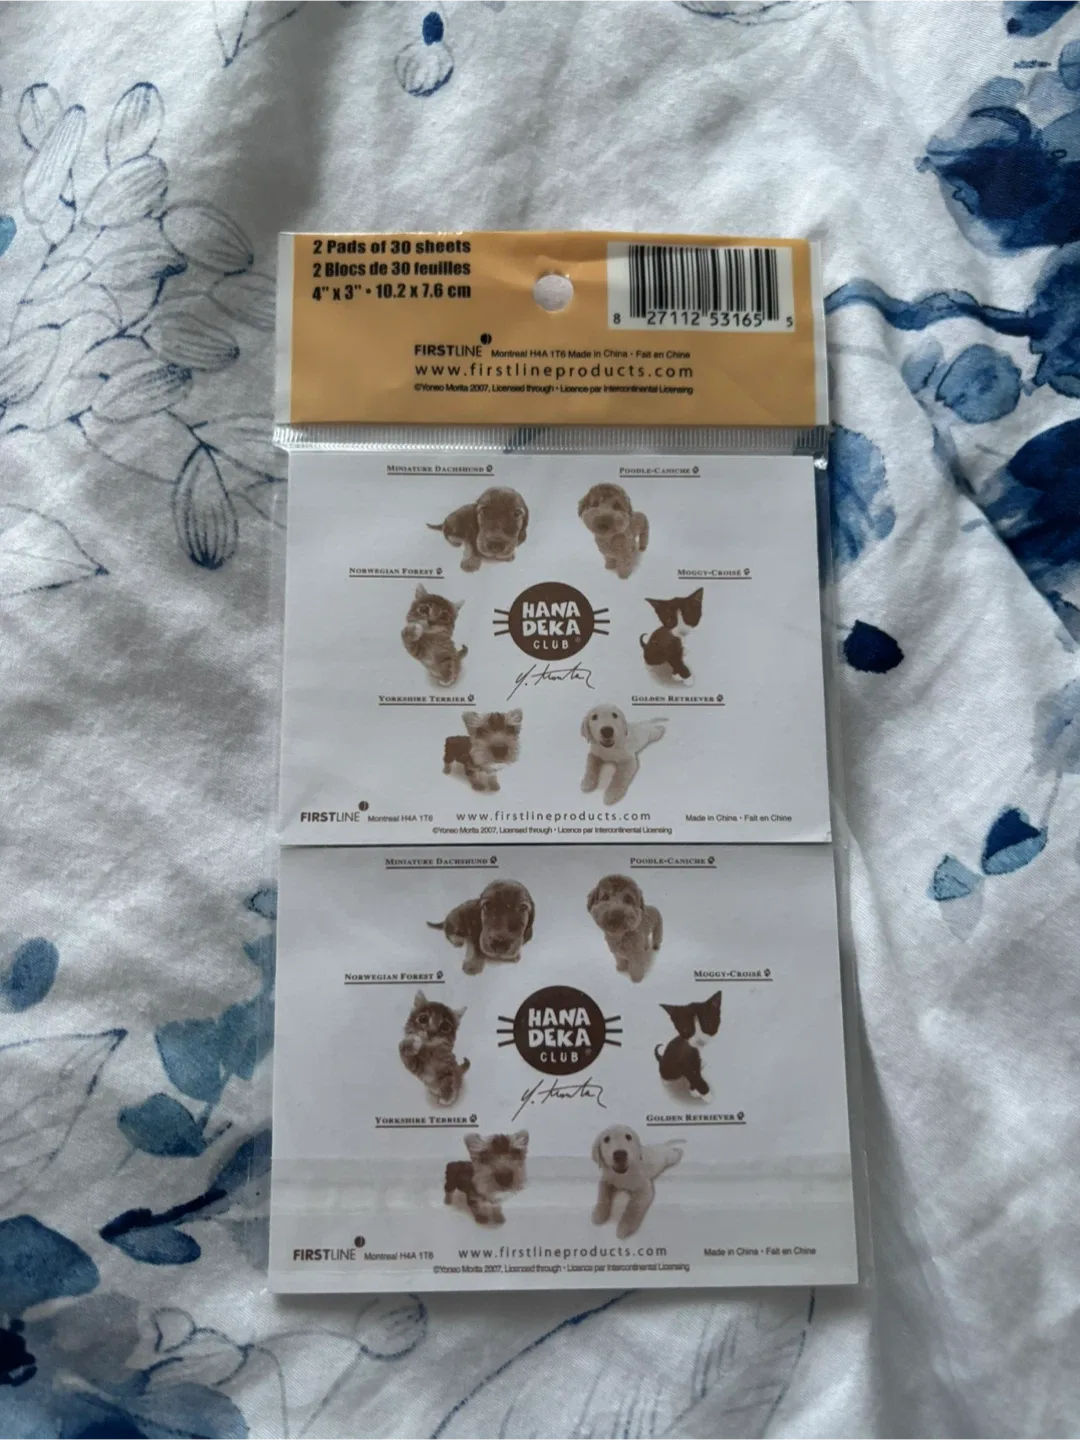 2 Pads of 30 sheets
2 Blocs de 30 feuilles
4" x 3" • 10.2 x 7.6 cm
8 27112 53165 5
FIRSTLINE Montreal H4A 1T6 Made in China • Fait en Chine
www.firstlineproducts.com
©Yoneo Morita 2007, Licensed through • Licence par Intercontinental Licensing
MINIATURE DACHSHUND POODLE-CANICHE
NORWEGIAN FOREST MOGGY-CROISÉ
HANA
DEKA
CLUB
YORKSHIRE TERRIER GOLDEN RETRIEVER
FIRSTLINE Montreal H4A 1T6 www.firstlineproducts.com Made in China • Fait en Chine
©Yoneo Morita 2007, Licensed through • Licence par Intercontinental Licensing
MINIATURE DACHSHUND POODLE-CANICHE
NORWEGIAN FOREST MOGGY-CROISÉ
HANA
DEKA
CLUB
YORKSHIRE TERRIER GOLDEN RETRIEVER
FIRSTLINE Montreal H4A 1T6 www.firstlineproducts.com Made in China • Fait en Chine
©Yoneo Morita 2007, Licensed through • Licence par Intercontinental Licensing